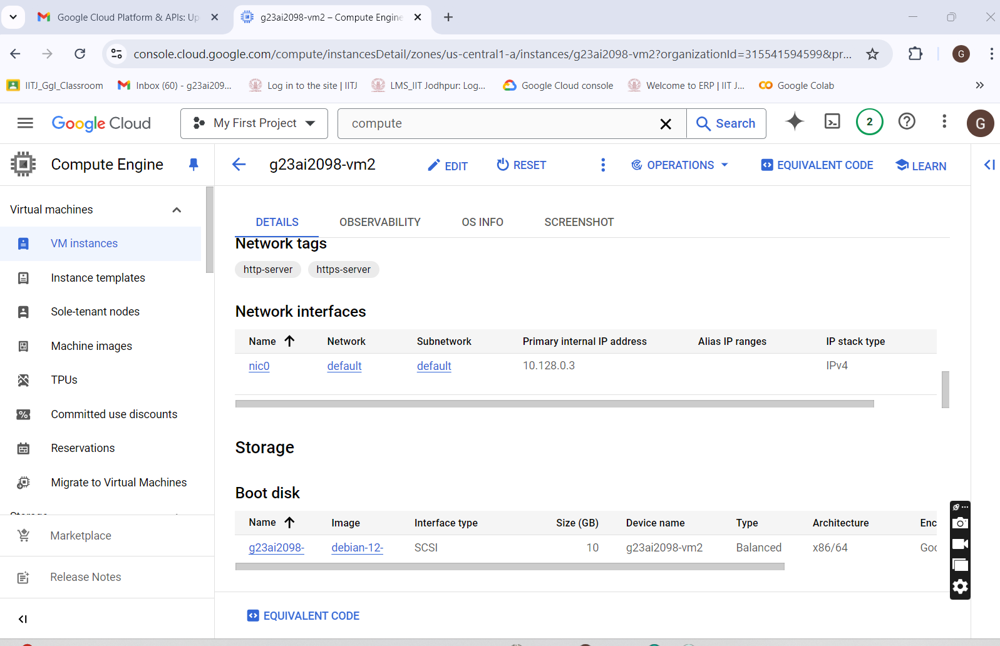 Google Cloud Platform & APIs: Up
g23ai2098-vm2 – Compute Engine
console.cloud.google.com/compute/instancesDetail/zones/us-central1-a/instances/g23ai2098-vm2?organizationId=315541594599&pr...
G
IITJ_Ggl_Classroom
Inbox (60) - g23ai209...
Log in to the site | IITJ
LMS_IIT Jodhpur: Log...
Google Cloud console
Welcome to ERP | IIT J...
Google Colab
Google Cloud
My First Project
compute
Search
2
G
Compute Engine
g23ai2098-vm2
EDIT
RESET
OPERATIONS
EQUIVALENT CODE
LEARN
Virtual machines
VM instances
Instance templates
Sole-tenant nodes
Machine images
TPUs
Committed use discounts
Reservations
Migrate to Virtual Machines
Storage
Marketplace
Release Notes
DETAILS
OBSERVABILITY
OS INFO
SCREENSHOT
Network tags
http-server https-server
Network interfaces
Name Network Subnetwork Primary internal IP address Alias IP ranges IP stack type
nic0 default default 10.128.0.3 IPv4
Storage
Boot disk
Name Image Interface type Size (GB) Device name Type Architecture Enc
g23ai2098- debian-12- SCSI 10 g23ai2098-vm2 Balanced x86/64 Goo
EQUIVALENT CODE